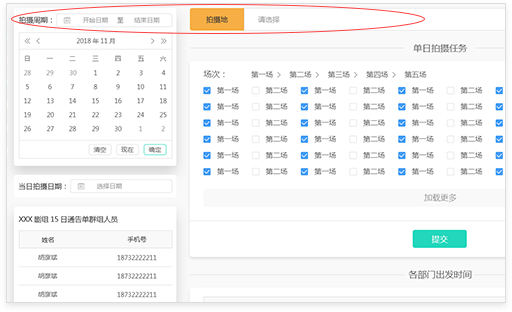 拍摄周期： 开始日期 至 结束日期
拍摄地 请选择
« ‹ 2018 年 11 月 › »
日 一 二 三 四 五 六
28 29 30 1 2 3 4
5 6 7 8 9 10 11
12 13 14 15 16 17 18
19 20 21 22 23 24 25
26 27 28 29 30 1 2
清空 现在 确定
当日拍摄日期： 选择日期
XXX 剧组 15 日通告单群组人员
姓名 手机号
胡彦斌 18732222211
胡彦斌 18732222211
胡彦斌 18732222211
单日拍摄任务
场次： 第一场 > 第二场 > 第三场 > 第四场 > 第五场
第一场 第二场 第一场 第二场 第一场 第二场
第一场 第二场 第一场 第二场 第一场 第二场
第一场 第二场 第一场 第二场 第一场 第二场
第一场 第二场 第一场 第二场 第一场 第二场
第一场 第二场 第一场 第二场 第一场 第二场
第一场 第二场 第一场 第二场 第一场 第二场
加载更多
提交
各部门出发时间